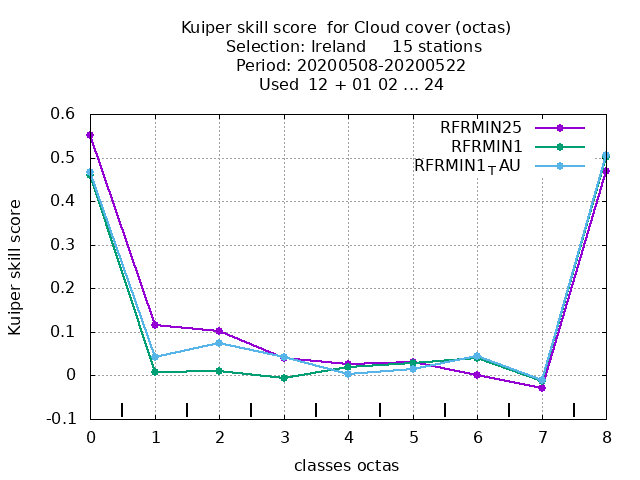 Kuiper skill score  for Cloud cover (octas)
Selection: Ireland     15 stations
Period: 20200508-20200522
Used  12 + 01 02 ... 24
RFRMIN25
RFRMIN1
RFRMIN1TAU
Kuiper skill score
0.6
0.5
0.4
0.3
0.2
0.1
0
-0.1
0 1 2 3 4 5 6 7 8
classes octas